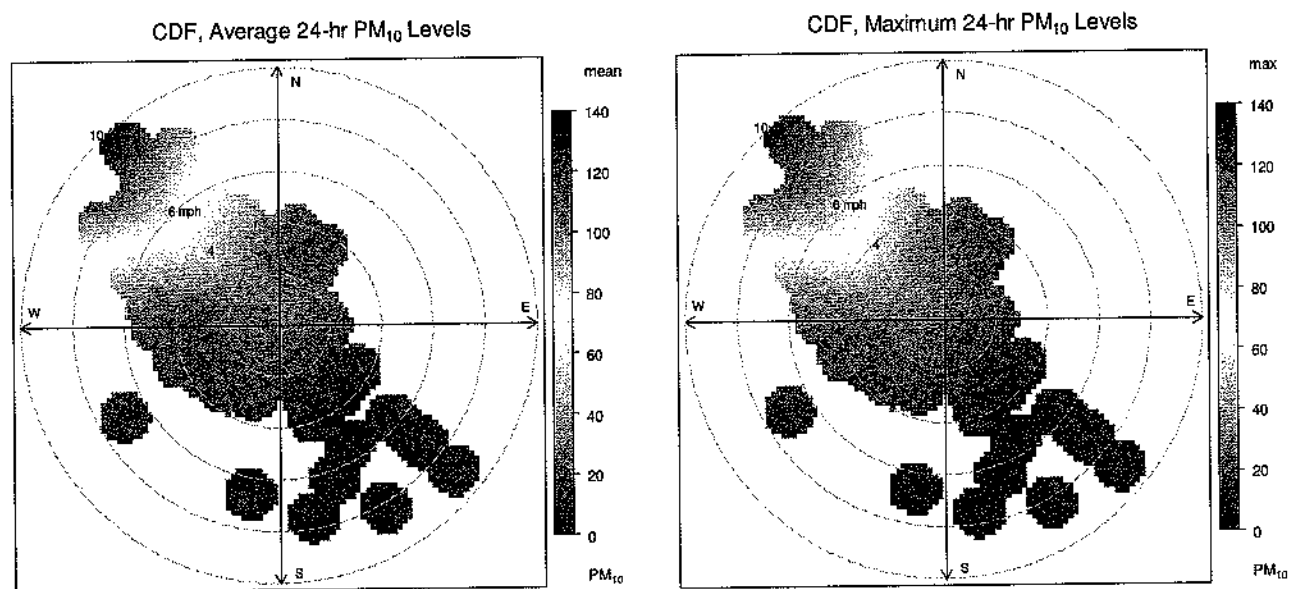 CDF, Average 24-hr PM10 Levels
N
10
6 mph
4
W
E
S
mean
140
120
100
80
60
40
20
0
PM10
CDF, Maximum 24-hr PM10 Levels
N
10
6 mph
4
W
E
S
max
140
120
100
80
60
40
20
0
PM10